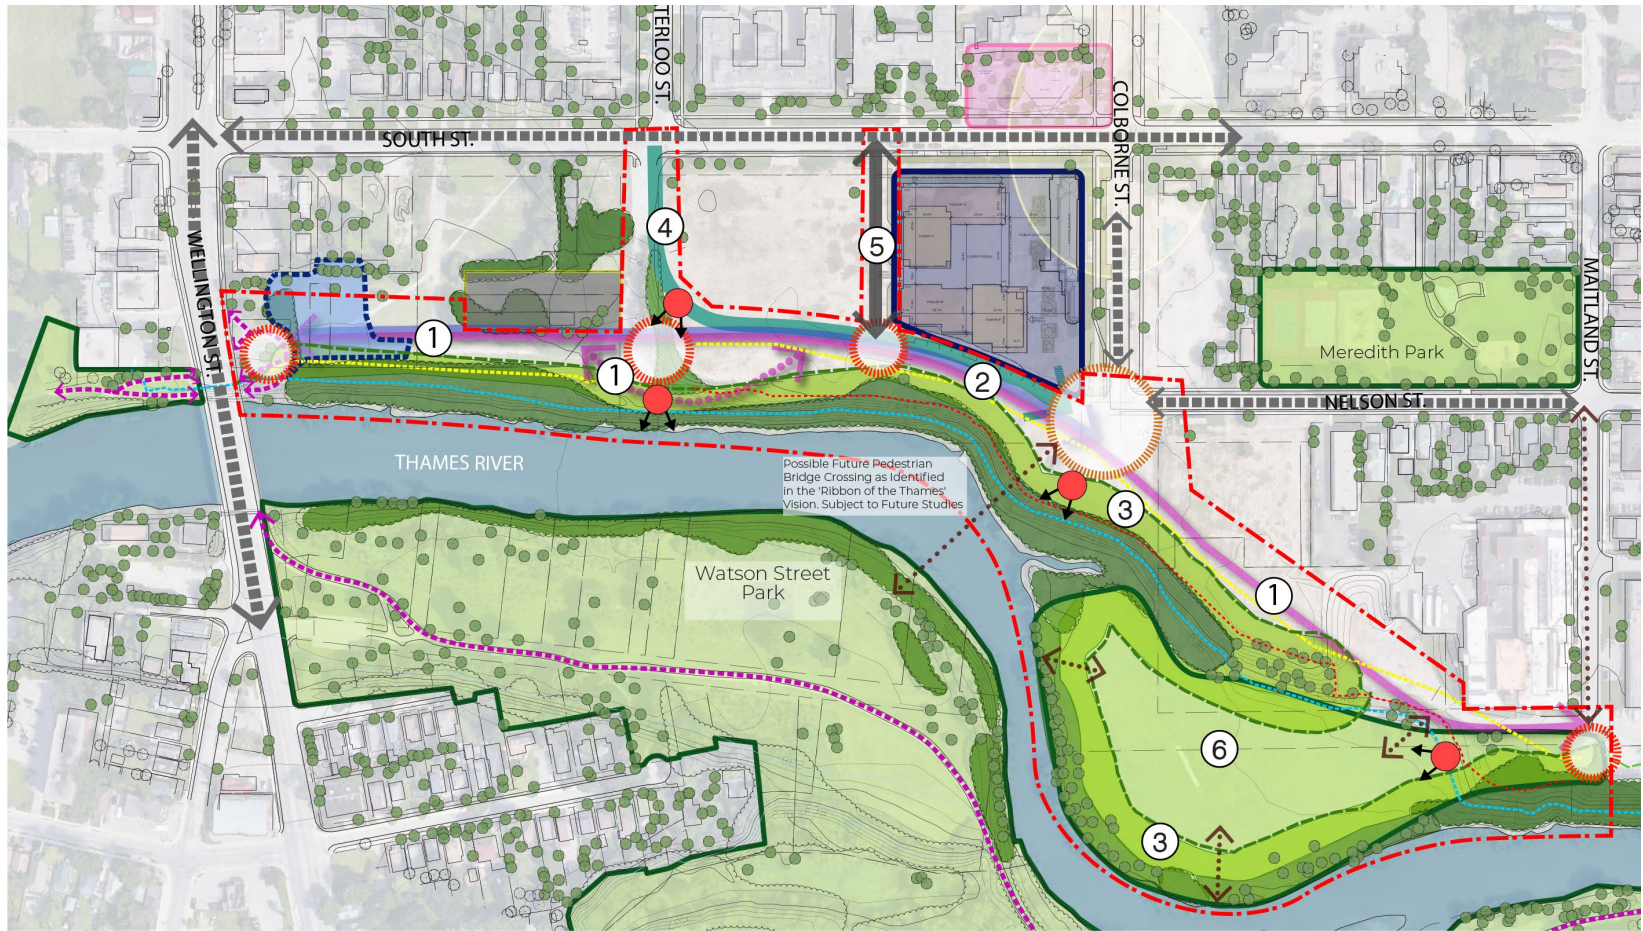 TERLOO ST.
SOUTH ST.
COLBORNE ST.
4
5
WELLINGTON ST.
MAITLAND ST.
1
Meredith Park
1
2
NELSON ST.
THAMES RIVER
Possible Future Pedestrian
Bridge Crossing as Identified
in the 'Ribbon of the Thames'
Vision. Subject to Future Studies
3
Watson Street
Park
1
6
3